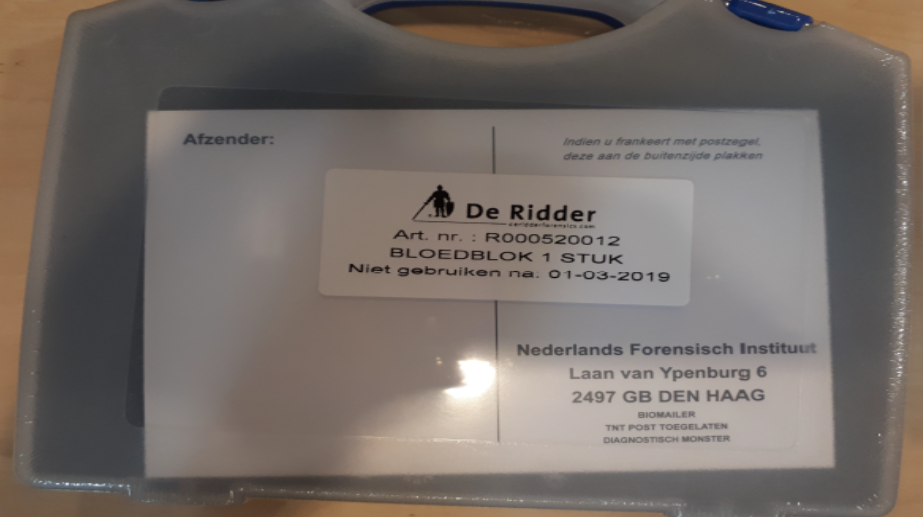 Afzender:
Indien u frankeert met postzegel,
deze aan de buitenzijde plakken
De Ridder
deridderforensics.com
Art. nr. : R000520012
BLOEDBLOK 1 STUK
Niet gebruiken na: 01-03-2019
Nederlands Forensisch Instituut
Laan van Ypenburg 6
2497 GB DEN HAAG
BIOMAILER
TNT POST TOEGELATEN
DIAGNOSTISCH MONSTER